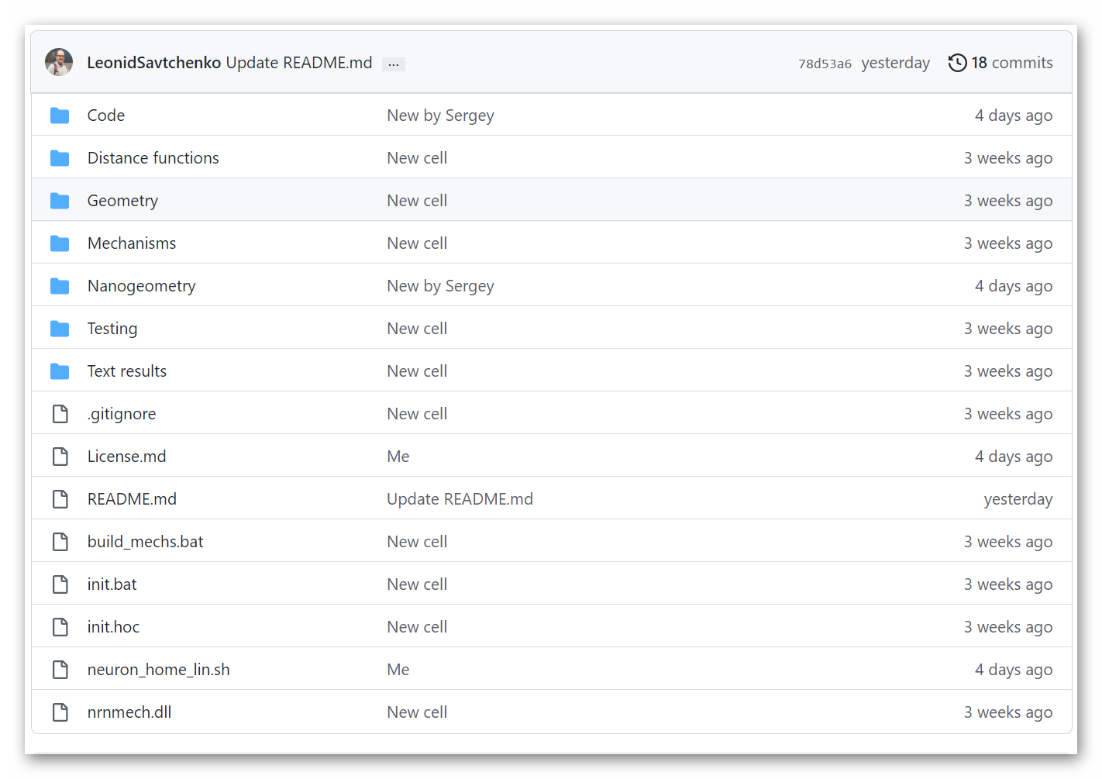 LeonidSavtchenko Update README.md ... 78d53a6 yesterday 18 commits
Code New by Sergey 4 days ago
Distance functions New cell 3 weeks ago
Geometry New cell 3 weeks ago
Mechanisms New cell 3 weeks ago
Nanogeometry New by Sergey 4 days ago
Testing New cell 3 weeks ago
Text results New cell 3 weeks ago
.gitignore New cell 3 weeks ago
License.md Me 4 days ago
README.md Update README.md yesterday
build_mechs.bat New cell 3 weeks ago
init.bat New cell 3 weeks ago
init.hoc New cell 3 weeks ago
neuron_home_lin.sh Me 4 days ago
nrnmech.dll New cell 3 weeks ago